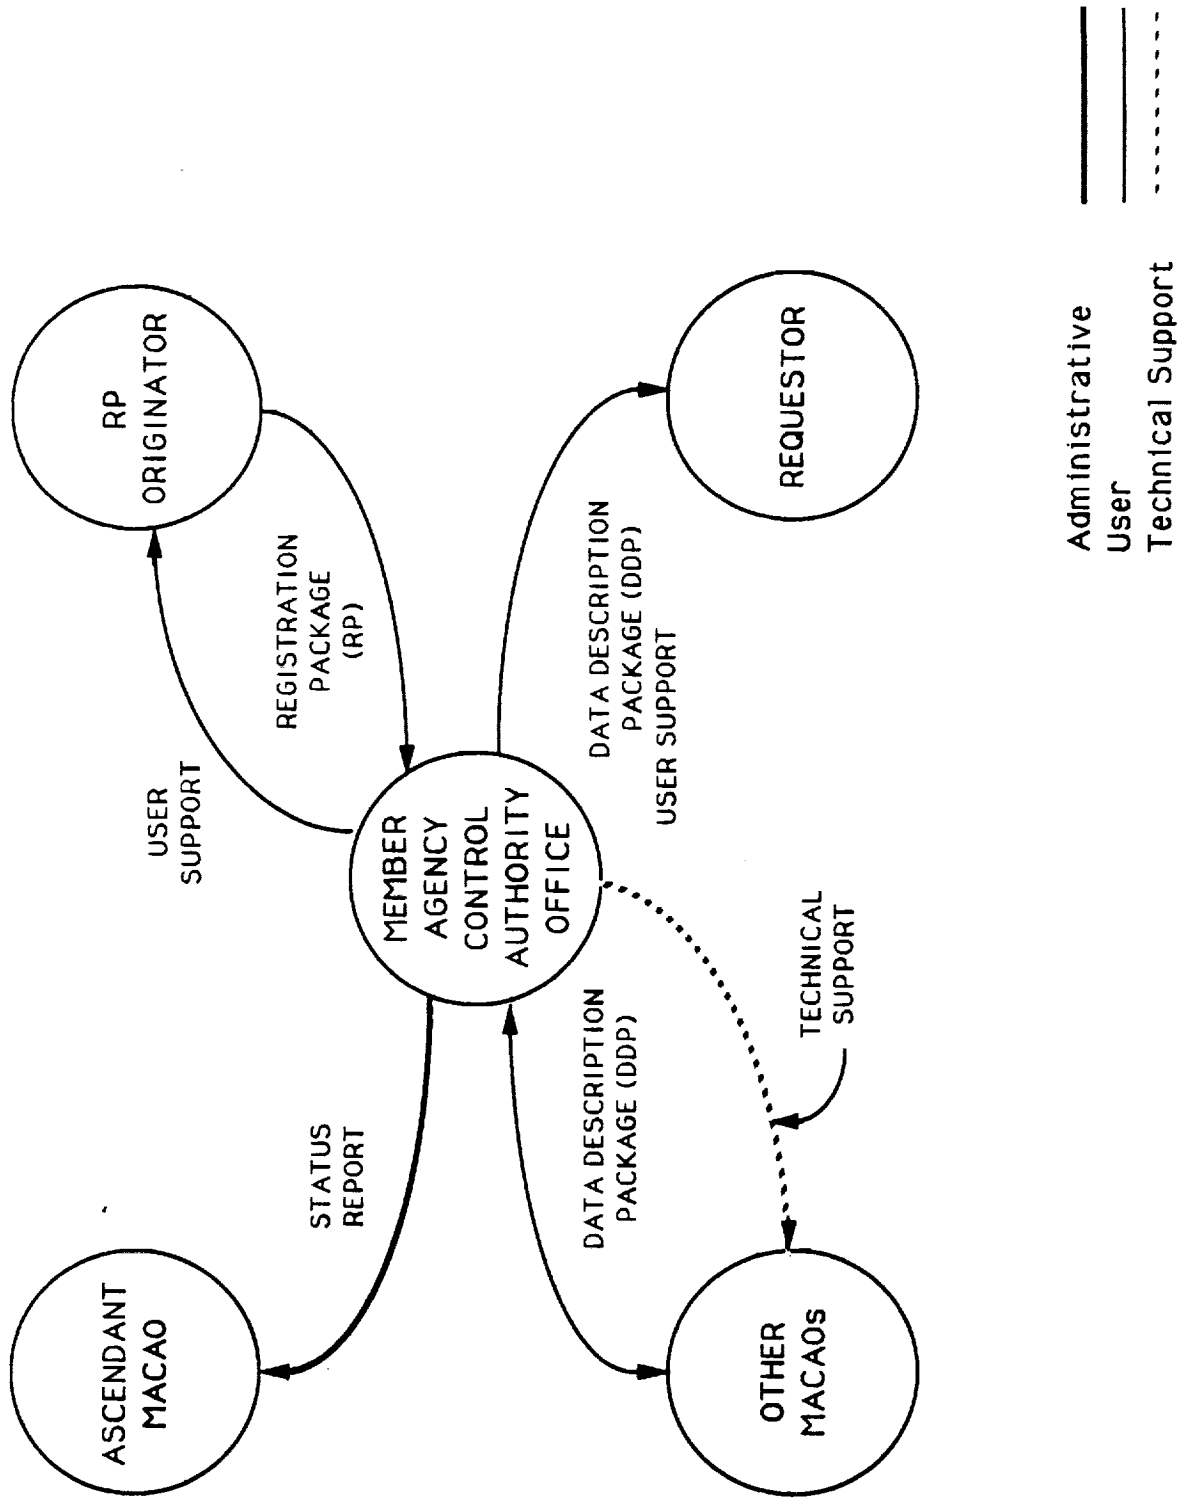 ASCENDANT
MACAO
STATUS
REPORT
USER
SUPPORT
RP
ORIGINATOR
REGISTRATION
PACKAGE
(RP)
MEMBER
AGENCY
CONTROL
AUTHORITY
OFFICE
DATA DESCRIPTION
PACKAGE (DDP)
DATA DESCRIPTION
PACKAGE (DDP)
USER SUPPORT
OTHER
MACAOs
TECHNICAL
SUPPORT
REQUESTOR
Administrative
User
Technical Support